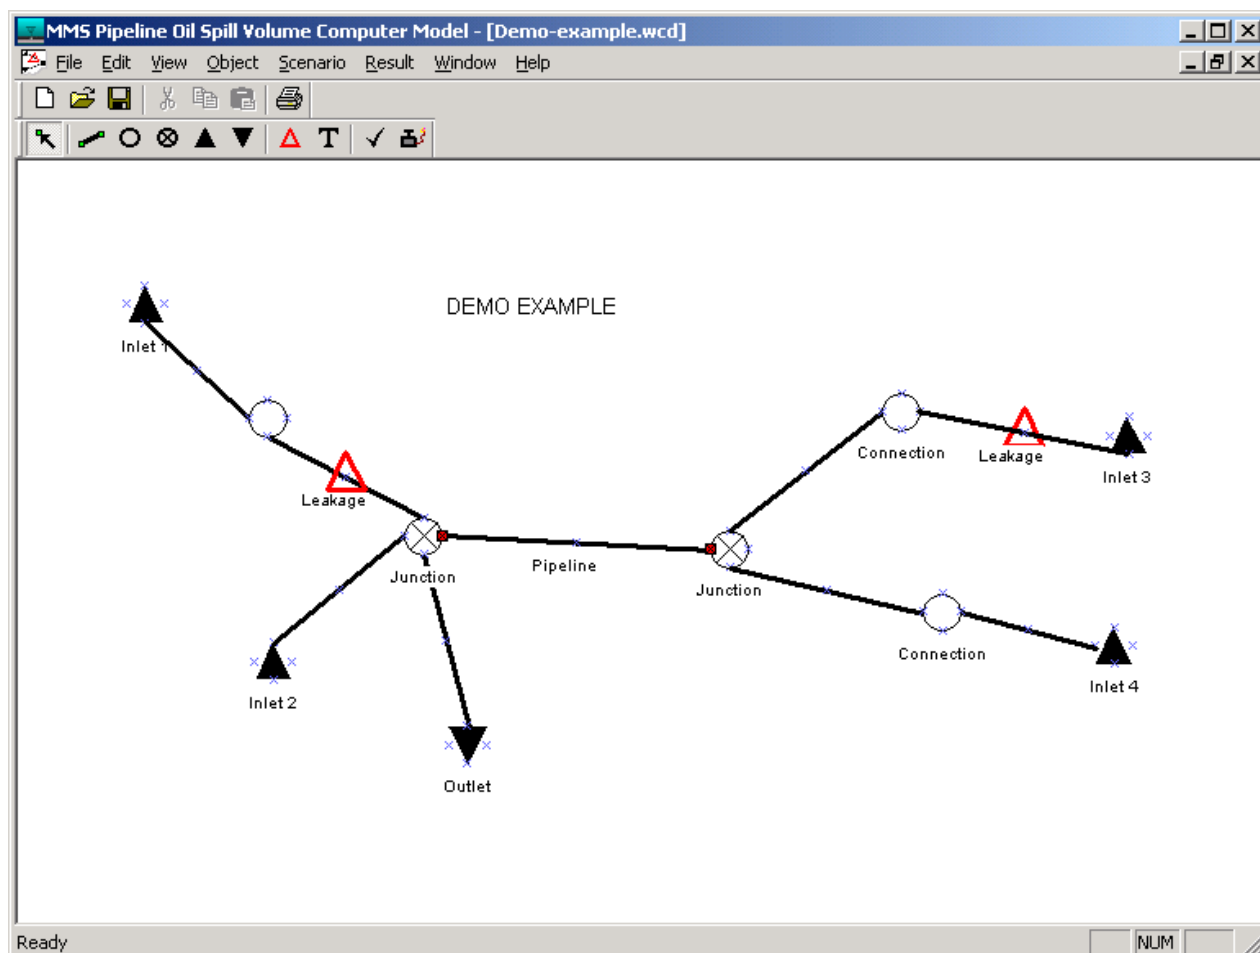 MMS Pipeline Oil Spill Volume Computer Model - [Demo-example.wcd]
File Edit View Object Scenario Result Window Help
T
DEMO EXAMPLE
Inlet 1
Connection
Leakage
Inlet 3
Leakage
Pipeline
Junction
Junction
Connection
Inlet 4
Inlet 2
Outlet
Ready
NUM